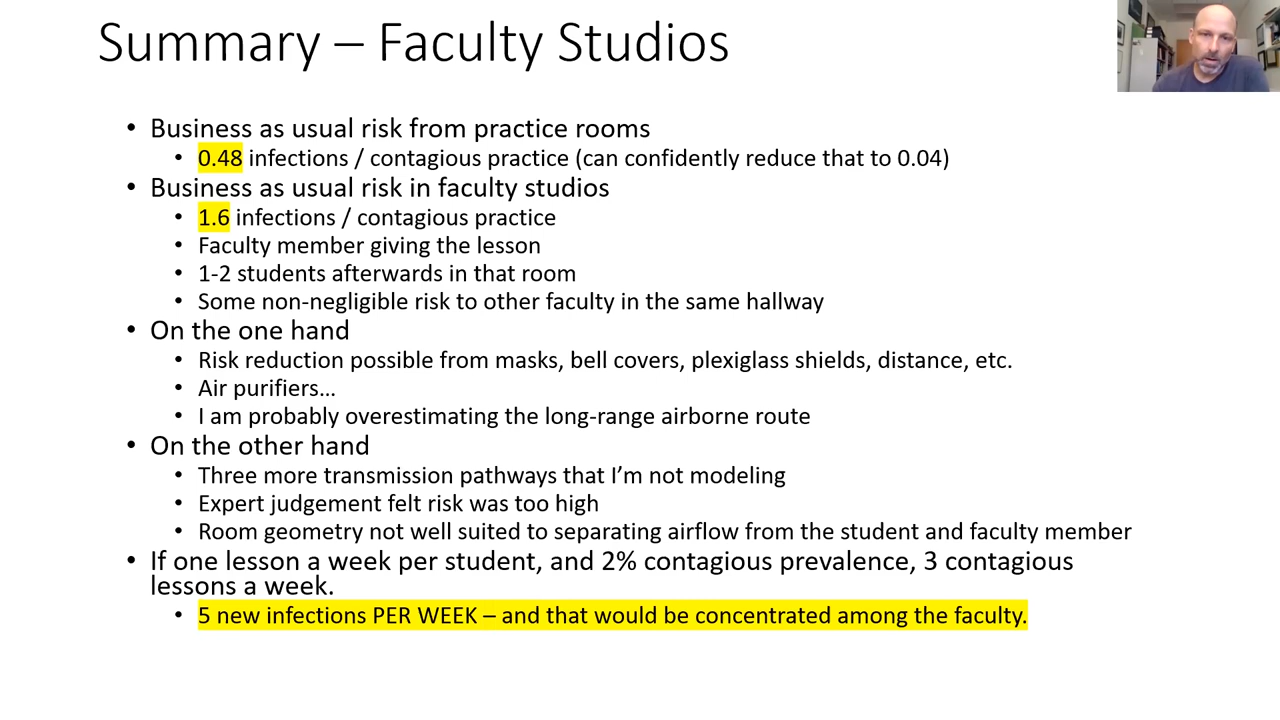 Summary – Faculty Studios
• Business as usual risk from practice rooms
• 0.48 infections / contagious practice (can confidently reduce that to 0.04)
• Business as usual risk in faculty studios
• 1.6 infections / contagious practice
• Faculty member giving the lesson
• 1-2 students afterwards in that room
• Some non-negligible risk to other faculty in the same hallway
• On the one hand
• Risk reduction possible from masks, bell covers, plexiglass shields, distance, etc.
• Air purifiers…
• I am probably overestimating the long-range airborne route
• On the other hand
• Three more transmission pathways that I’m not modeling
• Expert judgement felt risk was too high
• Room geometry not well suited to separating airflow from the student and faculty member
• If one lesson a week per student, and 2% contagious prevalence, 3 contagious
lessons a week.
• 5 new infections PER WEEK – and that would be concentrated among the faculty.